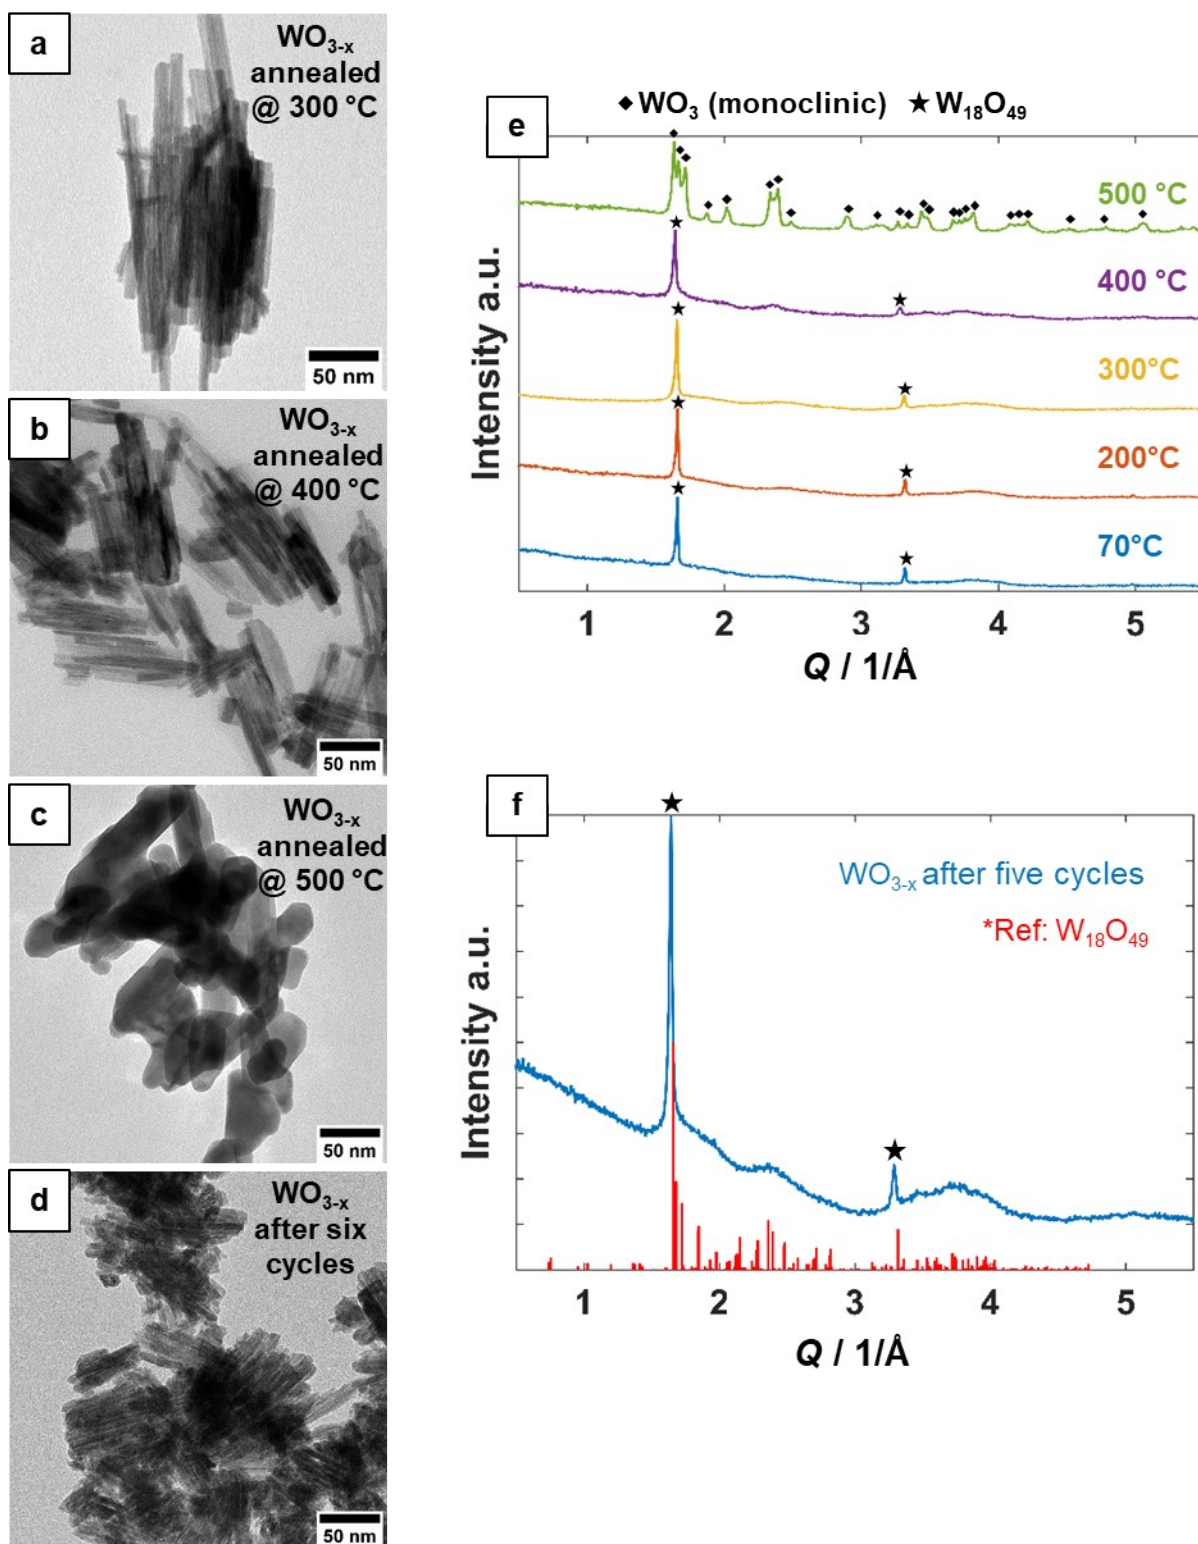 a
WO₃₋ₓ
annealed
@ 300 °C
50 nm
b
WO₃₋ₓ
annealed
@ 400 °C
50 nm
c
WO₃₋ₓ
annealed
@ 500 °C
50 nm
d
WO₃₋ₓ
after six
cycles
50 nm
e
◆ WO₃ (monoclinic) ★ W₁₈O₄₉
500 °C
400 °C
300°C
200°C
70°C
Intensity a.u.
1 2 3 4 5
Q / 1/Å
f
WO₃₋ₓ after five cycles
*Ref: W₁₈O₄₉
Intensity a.u.
1 2 3 4 5
Q / 1/Å